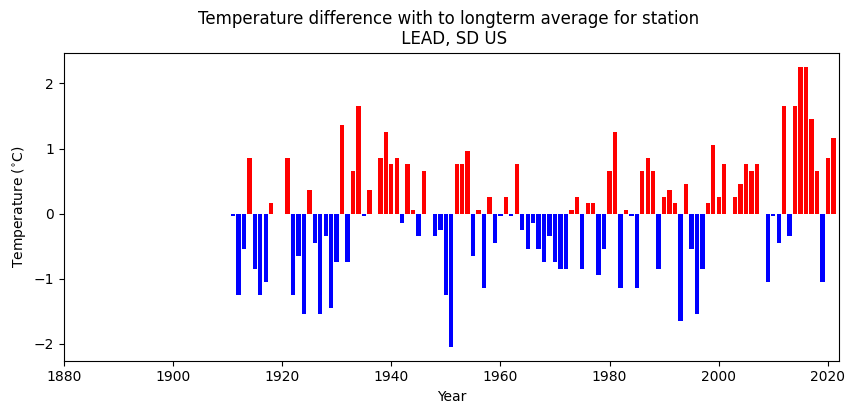 Temperature difference with to longterm average for station
LEAD, SD US
Temperature (°C)
2
1
0
−1
−2
1880 1900 1920 1940 1960 1980 2000 2020
Year